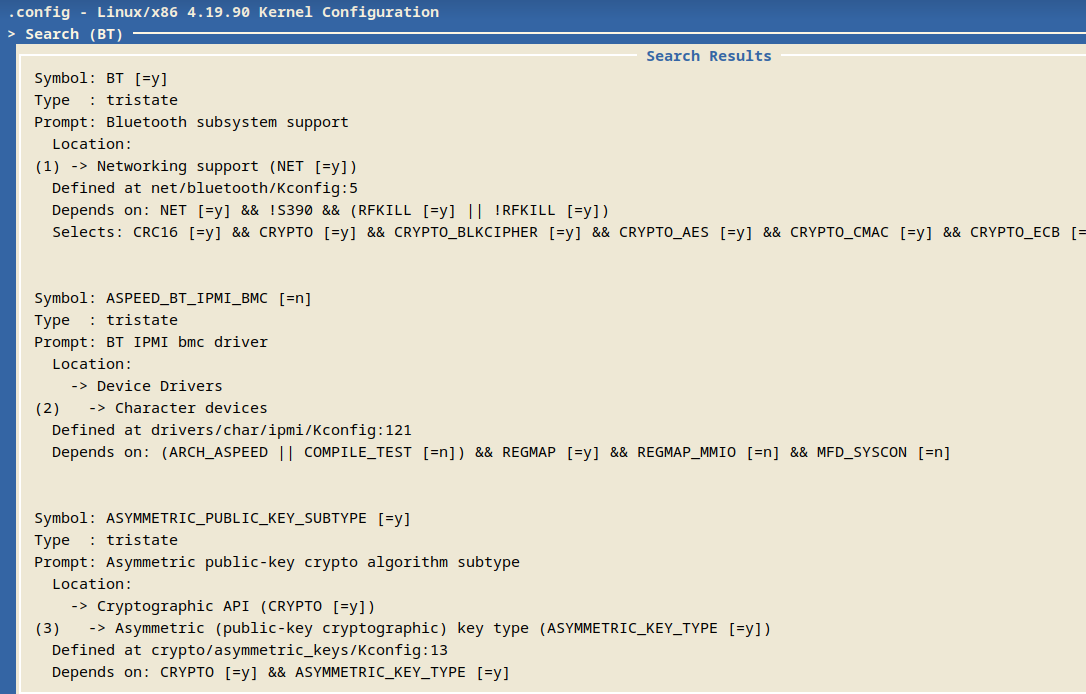 .config - Linux/x86 4.19.90 Kernel Configuration
> Search (BT)
Search Results
Symbol: BT [=y]
Type  : tristate
Prompt: Bluetooth subsystem support
  Location:
(1) -> Networking support (NET [=y])
  Defined at net/bluetooth/Kconfig:5
  Depends on: NET [=y] && !S390 && (RFKILL [=y] || !RFKILL [=y])
  Selects: CRC16 [=y] && CRYPTO [=y] && CRYPTO_BLKCIPHER [=y] && CRYPTO_AES [=y] && CRYPTO_CMAC [=y] && CRYPTO_ECB [=
Symbol: ASPEED_BT_IPMI_BMC [=n]
Type  : tristate
Prompt: BT IPMI bmc driver
  Location:
    -> Device Drivers
(2)   -> Character devices
  Defined at drivers/char/ipmi/Kconfig:121
  Depends on: (ARCH_ASPEED || COMPILE_TEST [=n]) && REGMAP [=y] && REGMAP_MMIO [=n] && MFD_SYSCON [=n]
Symbol: ASYMMETRIC_PUBLIC_KEY_SUBTYPE [=y]
Type  : tristate
Prompt: Asymmetric public-key crypto algorithm subtype
  Location:
    -> Cryptographic API (CRYPTO [=y])
(3)   -> Asymmetric (public-key cryptographic) key type (ASYMMETRIC_KEY_TYPE [=y])
  Defined at crypto/asymmetric_keys/Kconfig:13
  Depends on: CRYPTO [=y] && ASYMMETRIC_KEY_TYPE [=y]